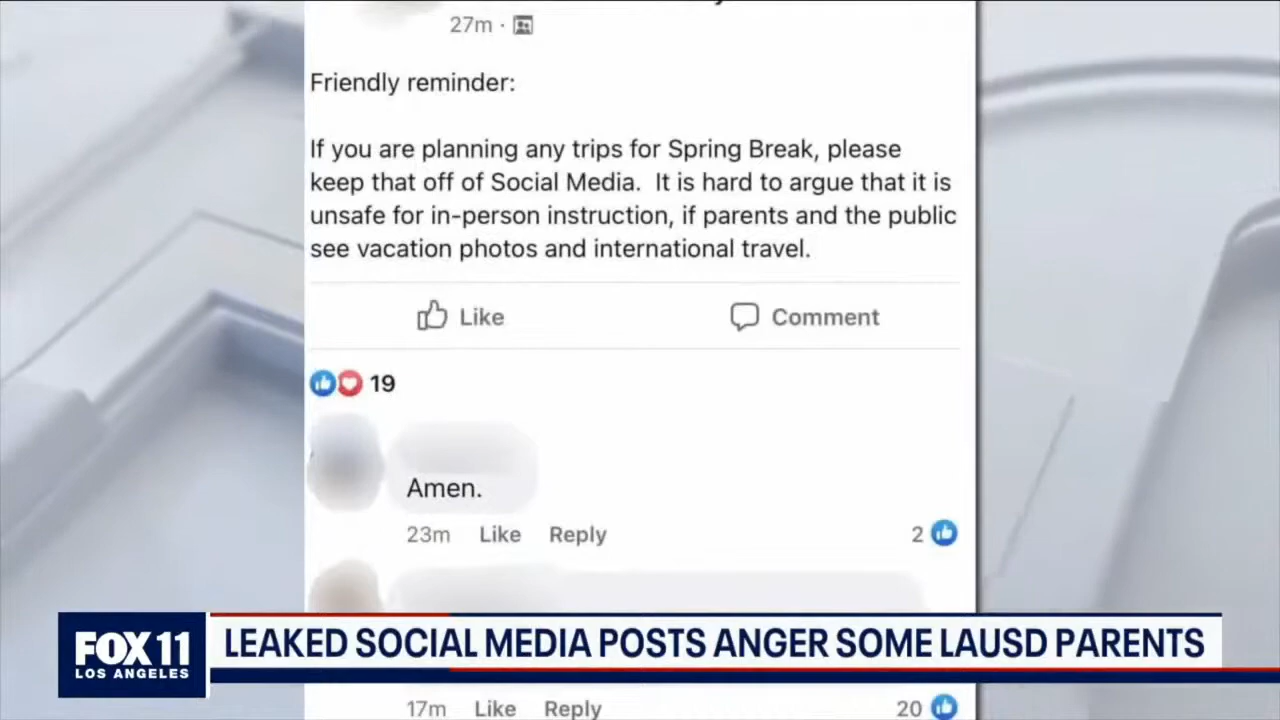 27m ·
Friendly reminder:
If you are planning any trips for Spring Break, please
keep that off of Social Media.  It is hard to argue that it is
unsafe for in-person instruction, if parents and the public
see vacation photos and international travel.
Like
Comment
19
Amen.
23m Like Reply
2
FOX 11
LOS ANGELES
LEAKED SOCIAL MEDIA POSTS ANGER SOME LAUSD PARENTS
17m Like Reply
20